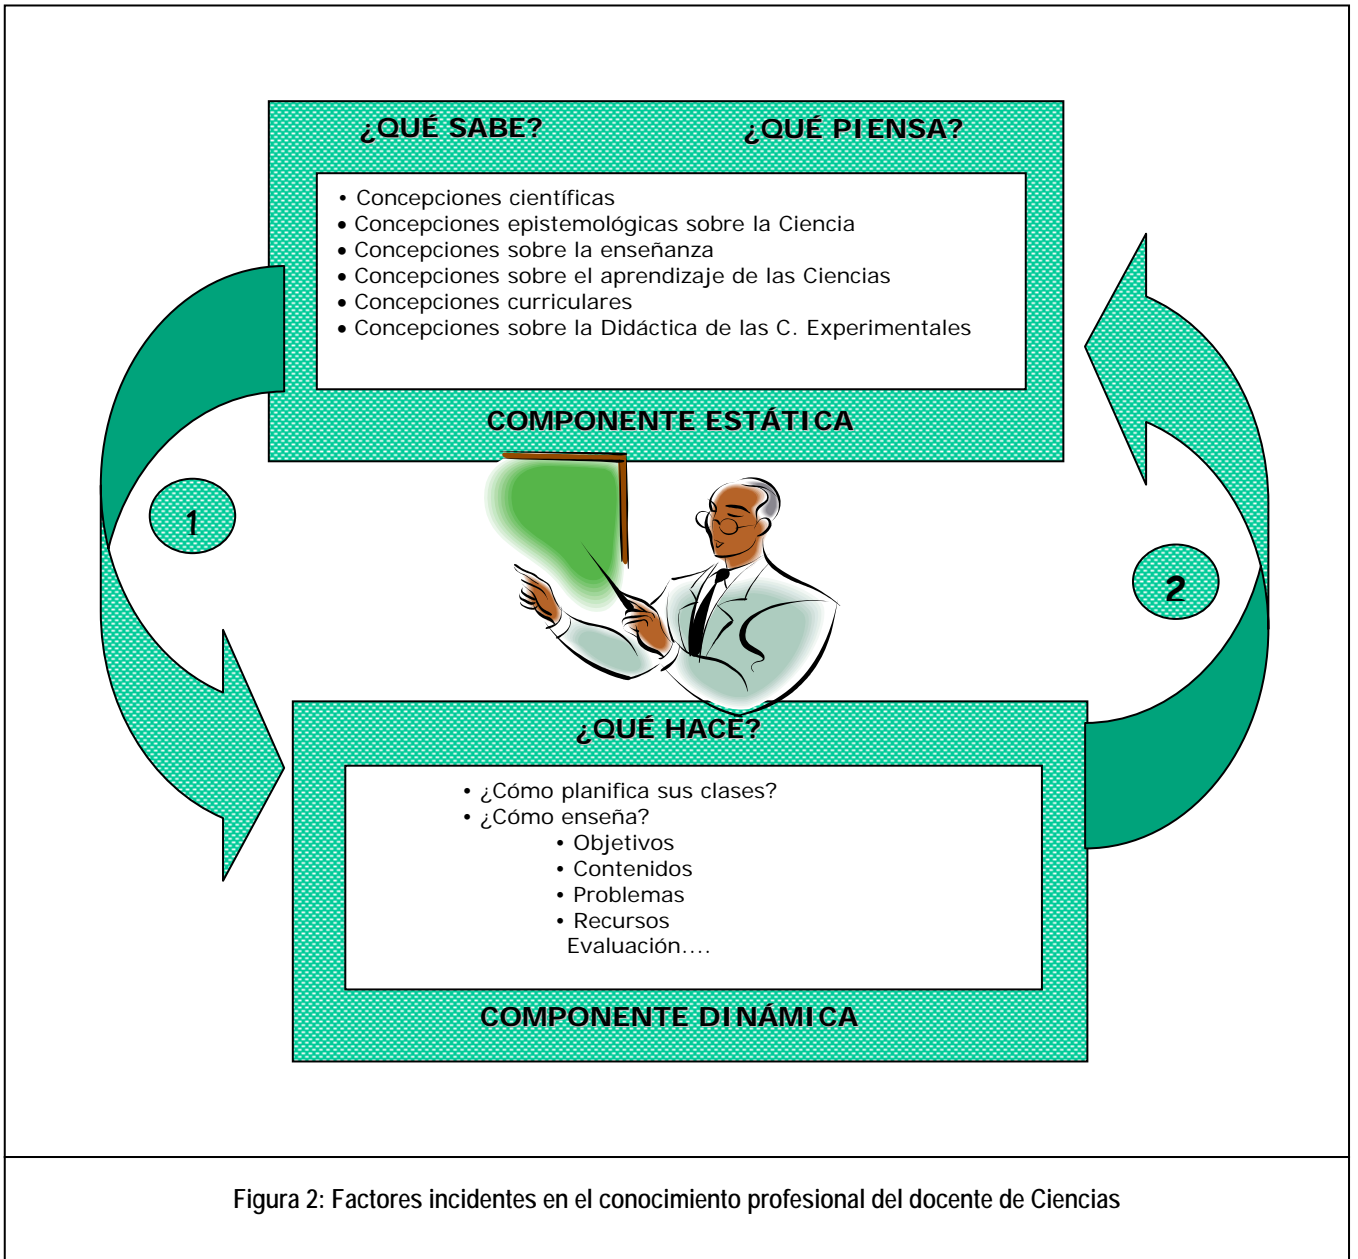 ¿QUÉ SABE? ¿QUÉ PIENSA?
• Concepciones científicas
• Concepciones epistemológicas sobre la Ciencia
• Concepciones sobre la enseñanza
• Concepciones sobre el aprendizaje de las Ciencias
• Concepciones curriculares
• Concepciones sobre la Didáctica de las C. Experimentales
COMPONENTE ESTÁTICA
1
2
¿QUÉ HACE?
• ¿Cómo planifica sus clases?
• ¿Cómo enseña?
• Objetivos
• Contenidos
• Problemas
• Recursos
Evaluación....
COMPONENTE DINÁMICA
Figura 2: Factores incidentes en el conocimiento profesional del docente de Ciencias